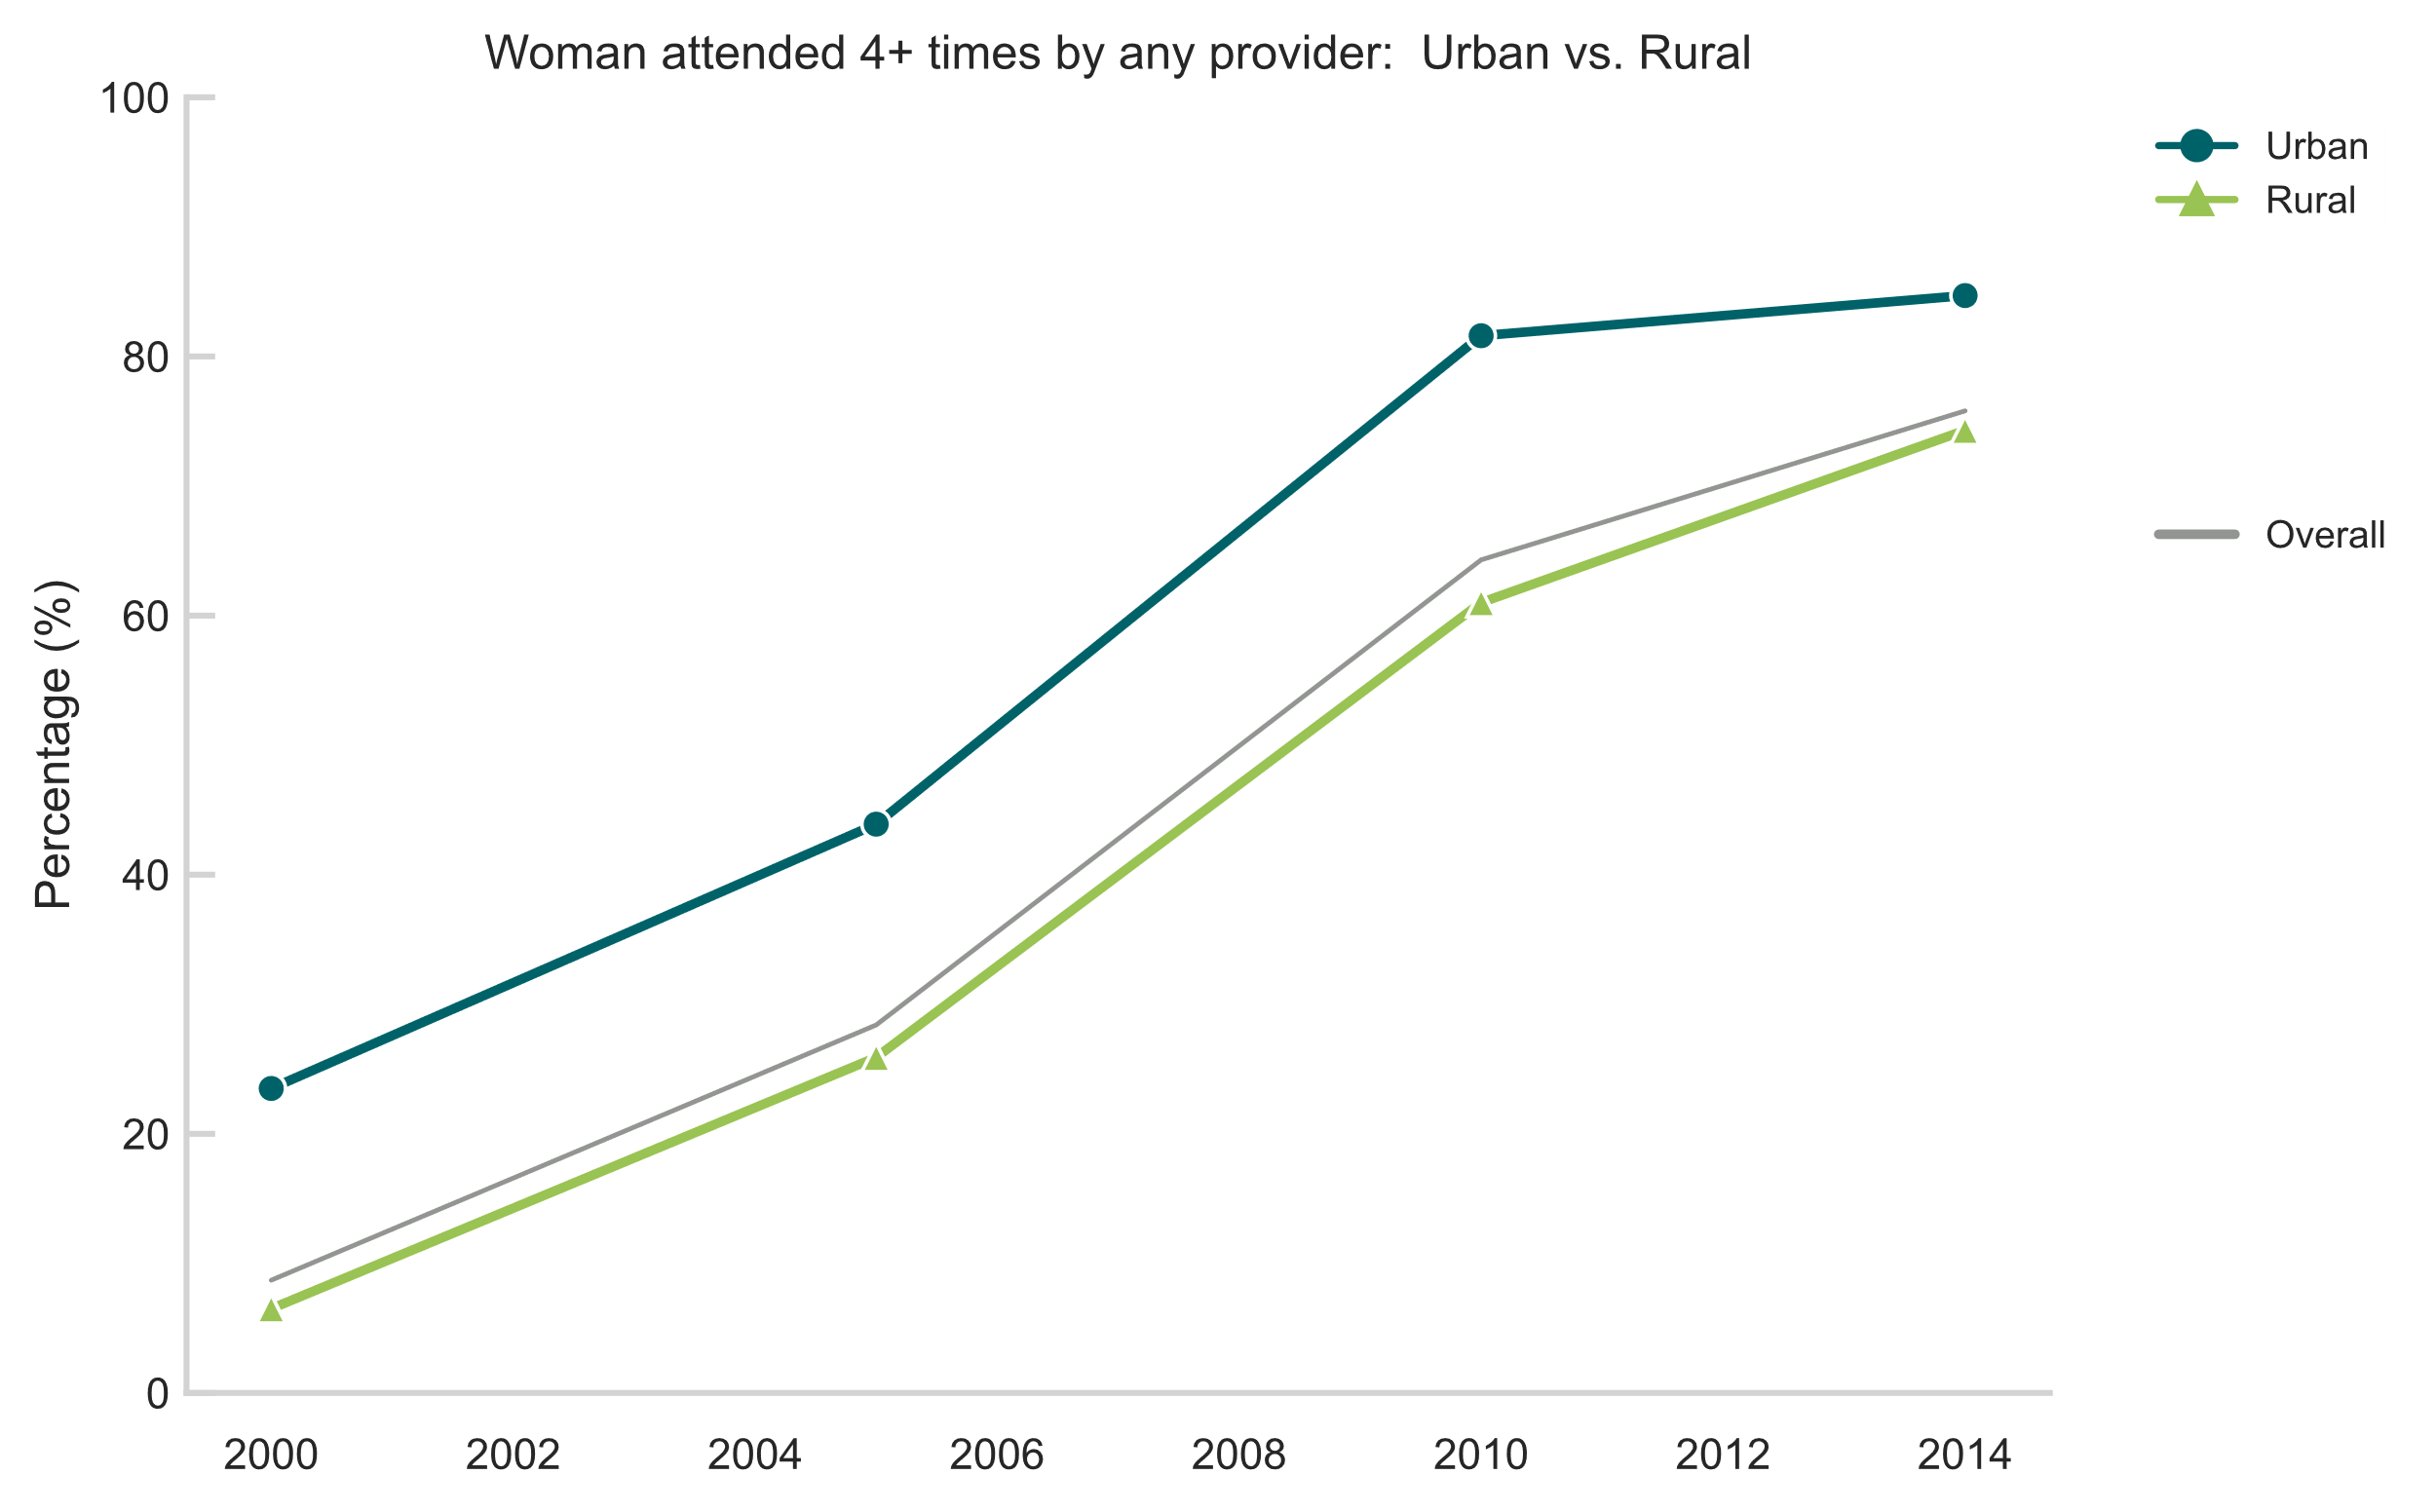 Woman attended 4+ times by any provider:  Urban vs. Rural
100
80
60
40
20
0
Percentage (%)
2000 2002 2004 2006 2008 2010 2012 2014
Urban
Rural
Overall